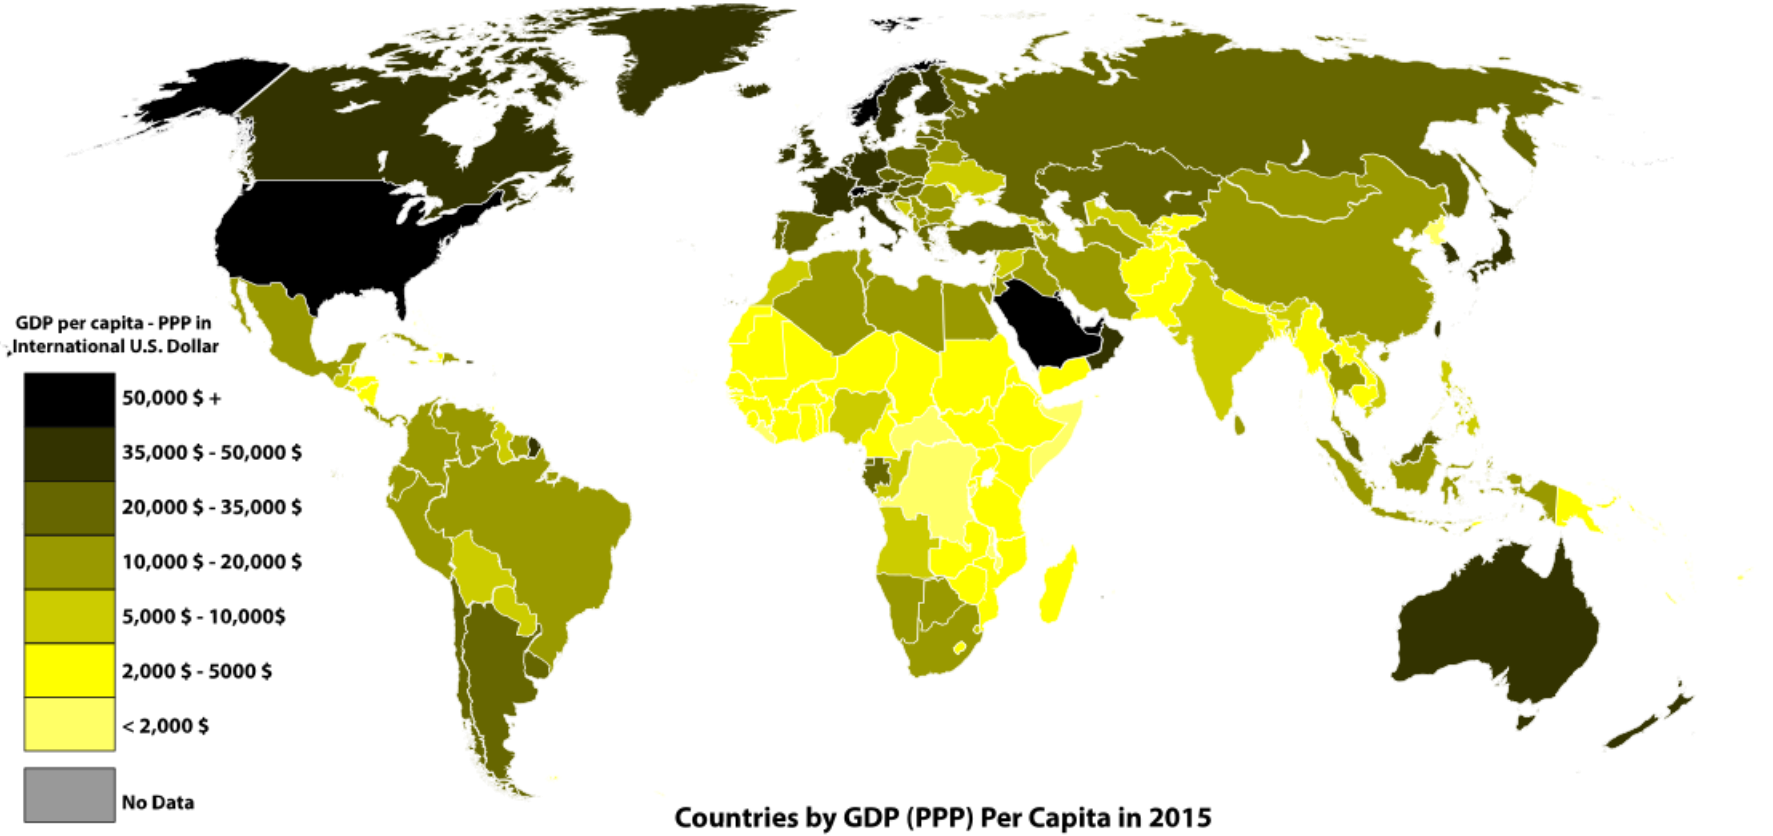 GDP per capita - PPP in
International U.S. Dollar
50,000 $ +
35,000 $ - 50,000 $
20,000 $ - 35,000 $
10,000 $ - 20,000 $
5,000 $ - 10,000$
2,000 $ - 5000 $
< 2,000 $
No Data
Countries by GDP (PPP) Per Capita in 2015